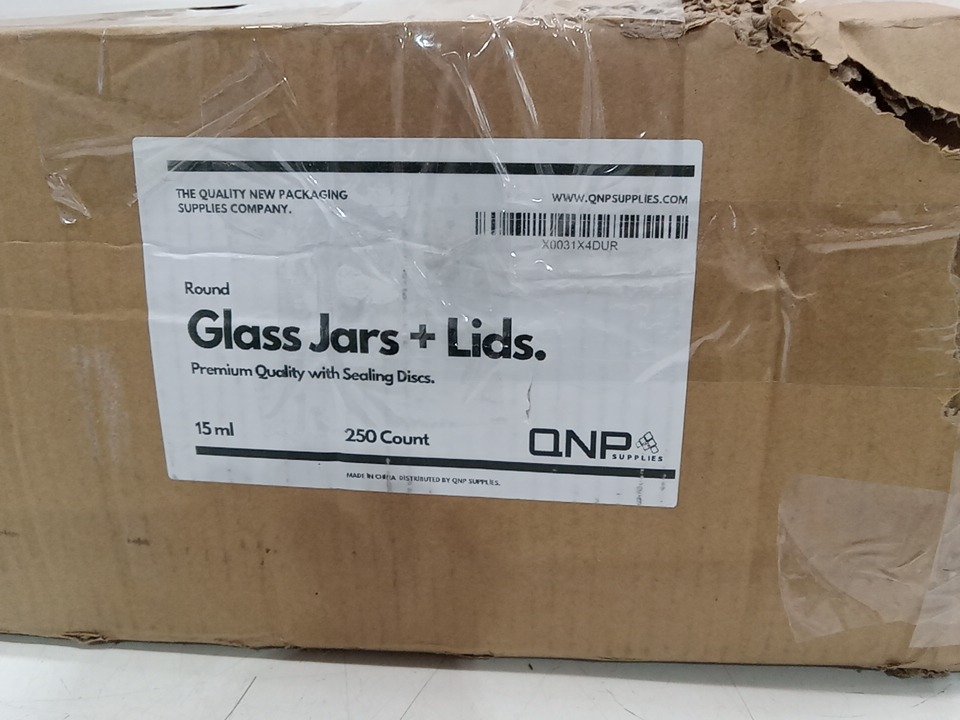 THE QUALITY NEW PACKAGING
SUPPLIES COMPANY.
WWW.QNPSUPPLIES.COM
X0031X4DUR
Round
Glass Jars + Lids.
Premium Quality with Sealing Discs.
15 ml
250 Count
QNP
SUPPLIES
MADE IN CHINA. DISTRIBUTED BY QNP SUPPLIES.